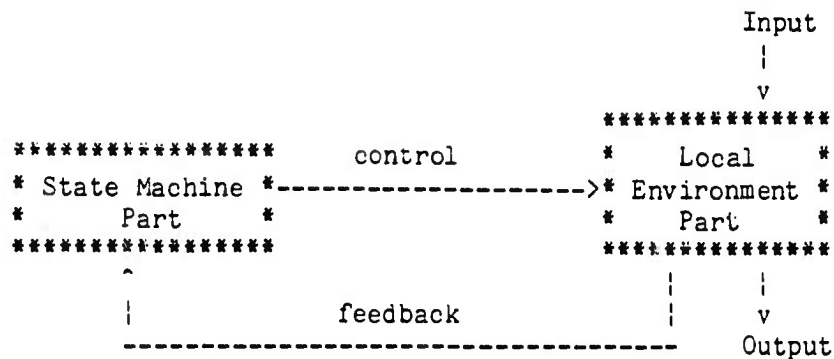 Input
control
State Machine
Part
Local
Environment
Part
feedback
Output